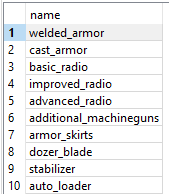 name
1 welded_armor
2 cast_armor
3 basic_radio
4 improved_radio
5 advanced_radio
6 additional_machineguns
7 armor_skirts
8 dozer_blade
9 stabilizer
10 auto_loader